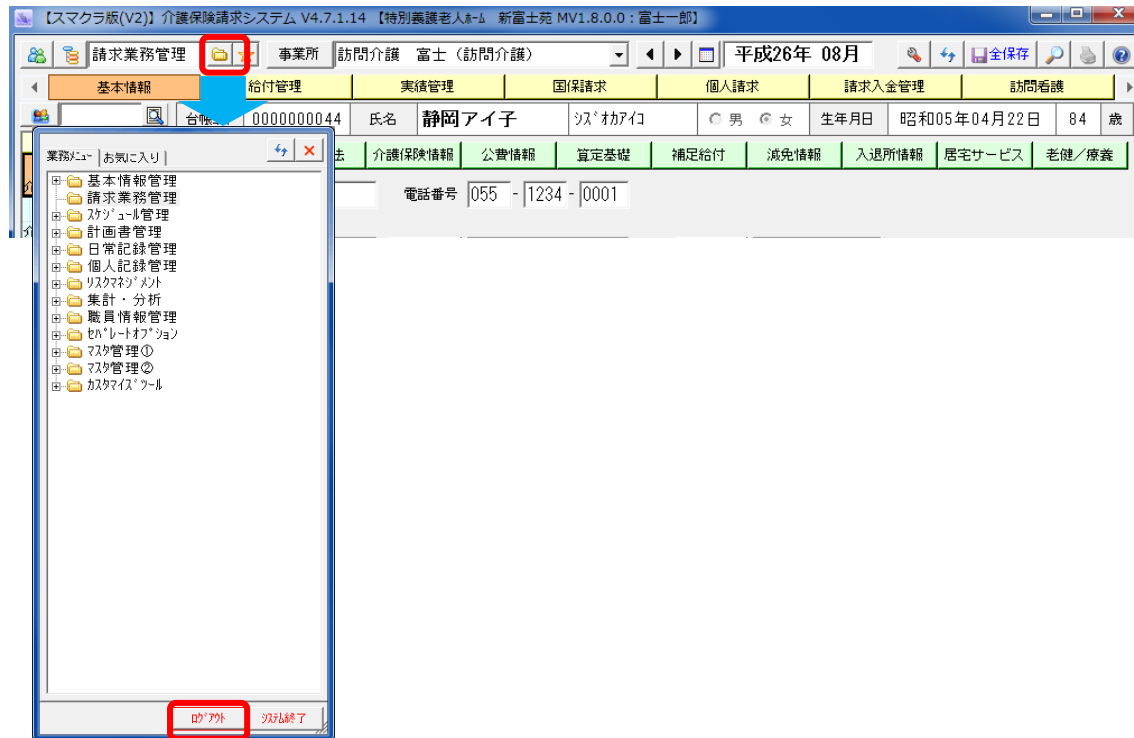 【スマクラ版(V2)】介護保険請求システム V4.7.1.14 【特別養護老人ﾎｰﾑ 新富士苑 MV1.8.0.0：富士一郎】
請求業務管理 事業所 訪問介護 富士（訪問介護） 平成26年 08月 全保存
基本情報 給付管理 実績管理 国保請求 個人請求 請求入金管理 訪問看護
0000000044 氏名 静岡アイ子 ｼｽﾞｵｶｱｲｺ 男 女 生年月日 昭和05年04月22日 84 歳
介護保険情報 公費情報 算定基礎 補足給付 減免情報 入退所情報 居宅サービス 老健／療養
電話番号 055 - 1234 - 0001
業務ﾒﾆｭｰ お気に入り
基本情報管理
請求業務管理
ｽｹｼﾞｭｰﾙ管理
計画書管理
日常記録管理
個人記録管理
ﾘｽｸﾏﾈｼﾞﾒﾝﾄ
集計・分析
職員情報管理
ｾﾊﾟﾚｰﾄｵﾌﾟｼｮﾝ
ﾏｽﾀ管理①
ﾏｽﾀ管理②
ｶｽﾀﾏｲｽﾞﾂｰﾙ
ﾛｸﾞｱｳﾄ ｼｽﾃﾑ終了